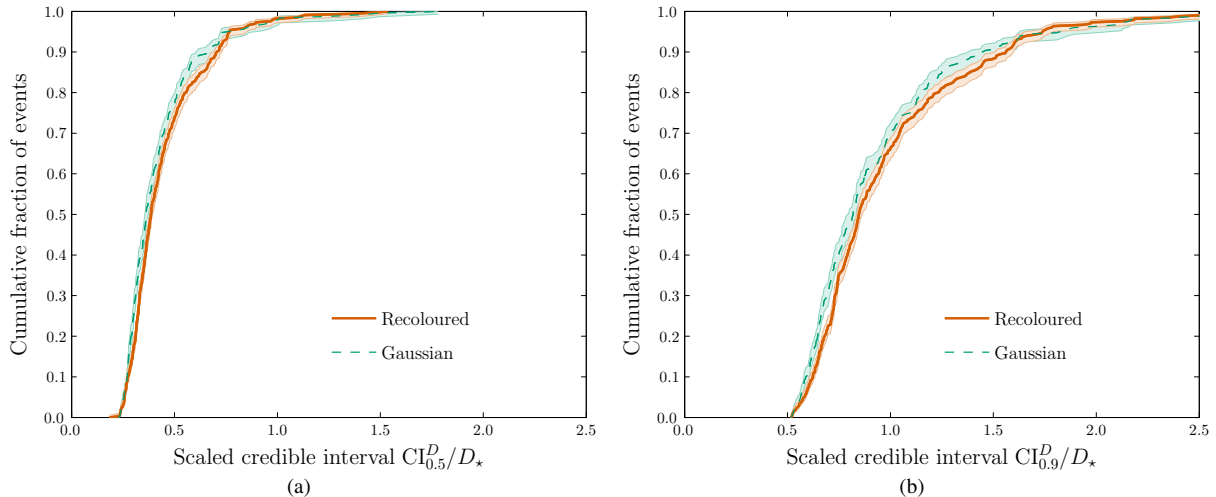 Cumulative fraction of events
1.0
0.9
0.8
0.7
0.6
0.5
0.4
0.3
0.2
0.1
0.0
Recoloured
Gaussian
0.0 0.5 1.0 1.5 2.0 2.5
Scaled credible interval CI^D_{0.5}/D_⋆
(a)
Cumulative fraction of events
1.0
0.9
0.8
0.7
0.6
0.5
0.4
0.3
0.2
0.1
0.0
Recoloured
Gaussian
0.0 0.5 1.0 1.5 2.0 2.5
Scaled credible interval CI^D_{0.9}/D_⋆
(b)